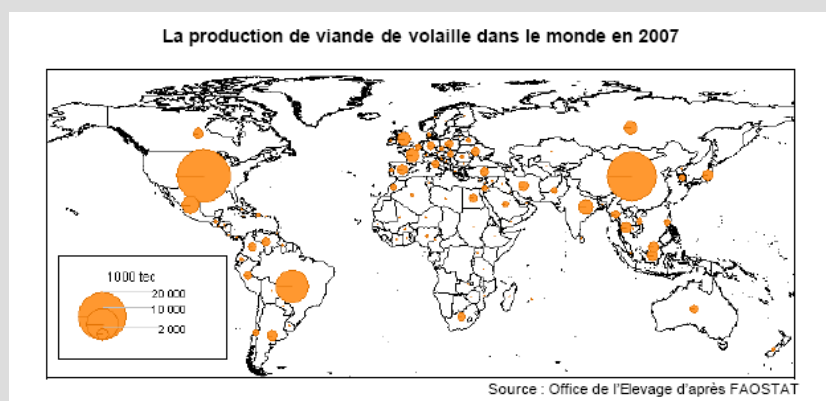 La production de viande de volaille dans le monde en 2007
1000 tec
20 000
10 000
2 000
Source : Office de l'Elevage d'après FAOSTAT